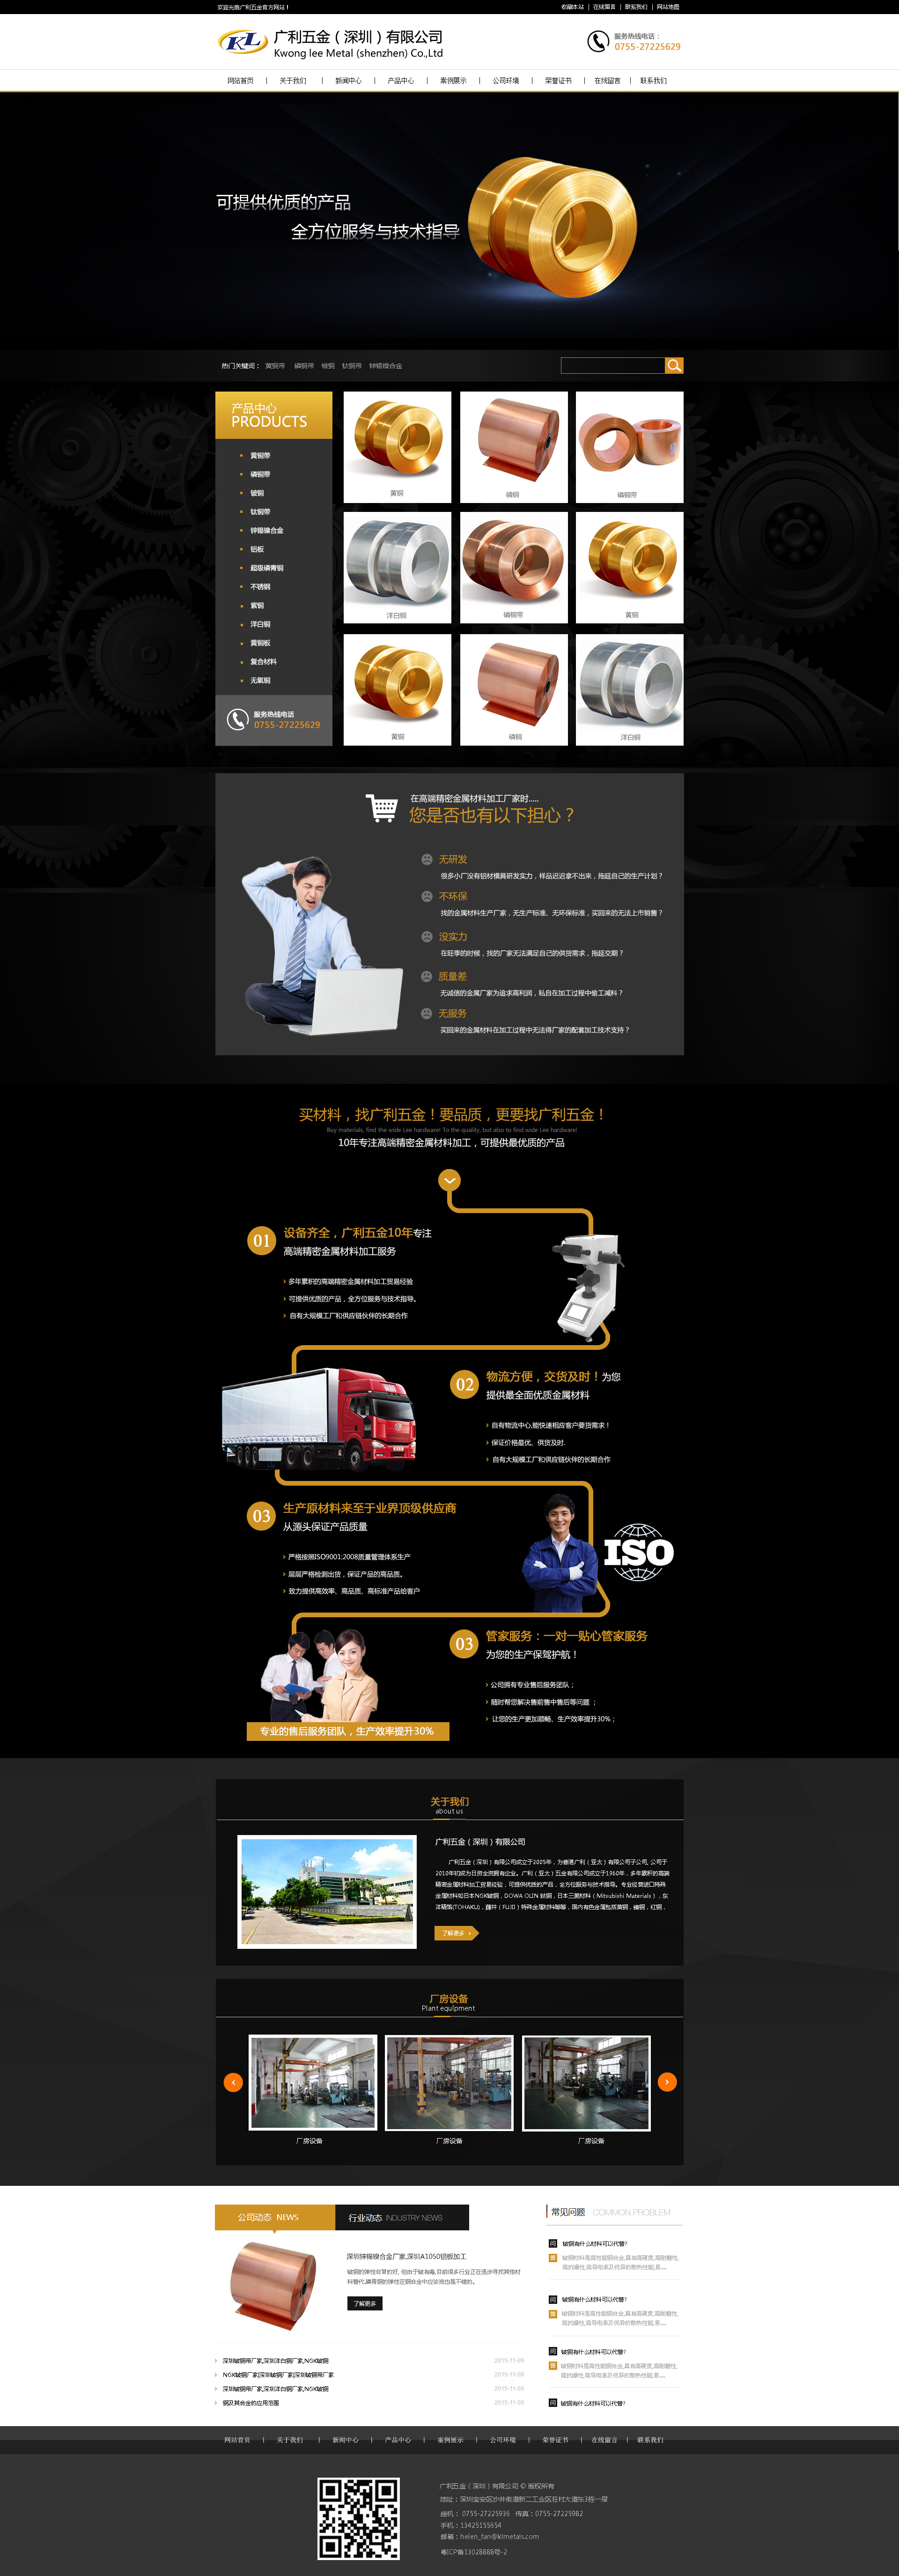 欢迎光临广利五金官方网站！
收藏本站 | 在线留言 | 联系我们 | 网站地图
KL
广利五金（深圳）有限公司
Kwong lee Metal (shenzhen) Co.,Ltd
服务热线电话：
0755-27225629
网站首页 | 关于我们 | 新闻中心 | 产品中心 | 案例展示 | 公司环境 | 荣誉证书 | 在线留言 | 联系我们
可提供优质的产品
全方位服务与技术指导
热门关键词： 黄铜带 磷铜带 铍铜 钛铜带 锌锡镍合金
产品中心
PRODUCTS
黄铜带
磷铜带
铍铜
钛铜带
锌锡镍合金
铝板
超级磷青铜
不锈钢
紫铜
洋白铜
黄铜板
复合材料
无氧铜
服务热线电话
0755-27225629
黄铜
磷铜
磷铜带
洋白铜
磷铜带
黄铜
黄铜
磷铜
洋白铜
在高端精密金属材料加工厂家时.....
您是否也有以下担心？
无研发
很多小厂没有铝材模具研发实力，样品迟迟拿不出来，拖延自己的生产计划？
不环保
找的金属材料生产厂家，无生产标准、无环保标准，买回来的无法上市销售？
没实力
在旺季的时候，找的厂家无法满足自己的供货需求，拖延交期？
质量差
无诚信的金属厂家为追求高利润，私自在加工过程中偷工减料？
无服务
买回来的金属材料在加工过程中无法得厂家的配套加工技术支持？
买材料，找广利五金！要品质，更要找广利五金！
Buy materials, find the wide Lee hardware! To the quality, but also to find wide Lee hardware!
10年专注高端精密金属材料加工，可提供最优质的产品
01
设备齐全，广利五金10年专注
高端精密金属材料加工服务
多年累积的高端精密金属材料加工贸易经验
可提供优质的产品，全方位服务与技术指导。
自有大规模工厂和供应链伙伴的长期合作
02
物流方便，交货及时！为您
提供最全面优质金属材料
自有物流中心,能快速相应客户要货需求！
保证价格最优、供货及时.
自有大规模工厂和供应链伙伴的长期合作
03
生产原材料来至于业界顶级供应商
从源头保证产品质量
严格按照ISO9001:2008质量管理体系生产
层层严格检测出货，保证产品的高品质。
致力提供高效率、高品质、高标准产品给客户
ISO
03
管家服务：一对一贴心管家服务
为您的生产保驾护航！
公司拥有专业售后服务团队；
随时帮您解决售前售中售后等问题；
让您的生产更加顺畅、生产效率提升30%；
专业的售后服务团队，生产效率提升30%
关于我们
about us
广利五金（深圳）有限公司
广利五金（深圳）有限公司成立于2005年，为香港广利（亚太）有限公司子公司, 公司于
2010年初成为日资金阳拥有企业。广利（亚太）五金有限公司成立于1960年，多年累积的高端
精密金属材料加工贸易经验，可提供优质的产品，全方位服务与技术指导。专业经营进口特殊
金属材料如日本NGK铍铜，DOWA OLIN 钛铜，日本三菱材料（Mitsubishi Materials），东
洋精箔(TOHAKU)，藤井（FUJII）特殊金属材料等等，国内有色金属包括黄铜，磷铜，红铜，
了解更多
厂房设备
Plant equipment
厂房设备
厂房设备
厂房设备
公司动态 NEWS
行业动态 INDUSTRY NEWS
深圳锌锡镍合金厂家,深圳A1050铝板加工
铍铜的弹性非常的好, 但由于铍有毒,目前很多行业正在逐步寻找其他材
料替代.磷青铜的弹性在铜合金中应该说也是不错的。
了解更多
深圳铍铜带厂家,深圳洋白铜厂家,NGK铍铜 2015-11-09
NGK铍铜厂家|深圳铍铜厂家|深圳铍铜带厂家 2015-11-09
深圳铍铜带厂家,深圳洋白铜厂家,NGK铍铜 2015-11-09
铜及其合金的应用范围 2015-11-09
常见问题 COMMON PROBLEM
问 铍铜有什么材料可以代替?
答 铍铜材料是高性能铜合金,具有高硬度,高耐磨性,
高抗爆性,高导电率及优异的散热性能,是....
问 铍铜有什么材料可以代替?
答 铍铜材料是高性能铜合金,具有高硬度,高耐磨性,
高抗爆性,高导电率及优异的散热性能,是....
问 铍铜有什么材料可以代替?
答 铍铜材料是高性能铜合金,具有高硬度,高耐磨性,
高抗爆性,高导电率及优异的散热性能,是....
问 铍铜有什么材料可以代替?
网站首页 | 关于我们 | 新闻中心 | 产品中心 | 案例展示 | 公司环境 | 荣誉证书 | 在线留言 | 联系我们
广利五金（深圳）有限公司 © 版权所有
地址：深圳宝安区沙井街道新二工业区庄村大道东3栋一层
座机： 0755-27225936 传真：0755-27225982
手机：13425155654
邮箱：helen_fan@klmetals.com
粤ICP备13028888号-2